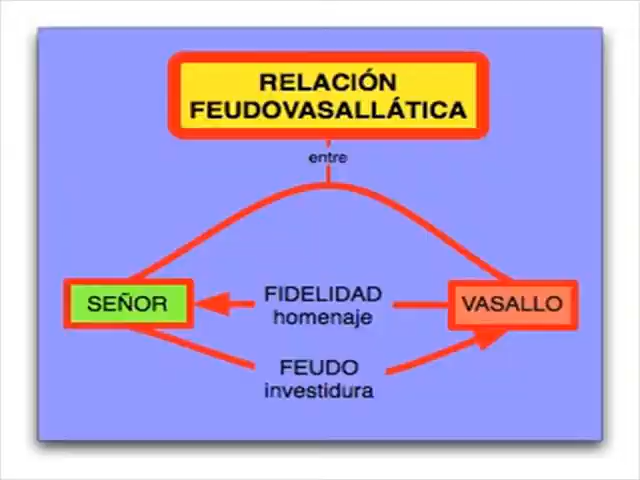 RELACIÓN
FEUDOVASALLÁTICA
entre
SEÑOR
FIDELIDAD
homenaje
VASALLO
FEUDO
investidura